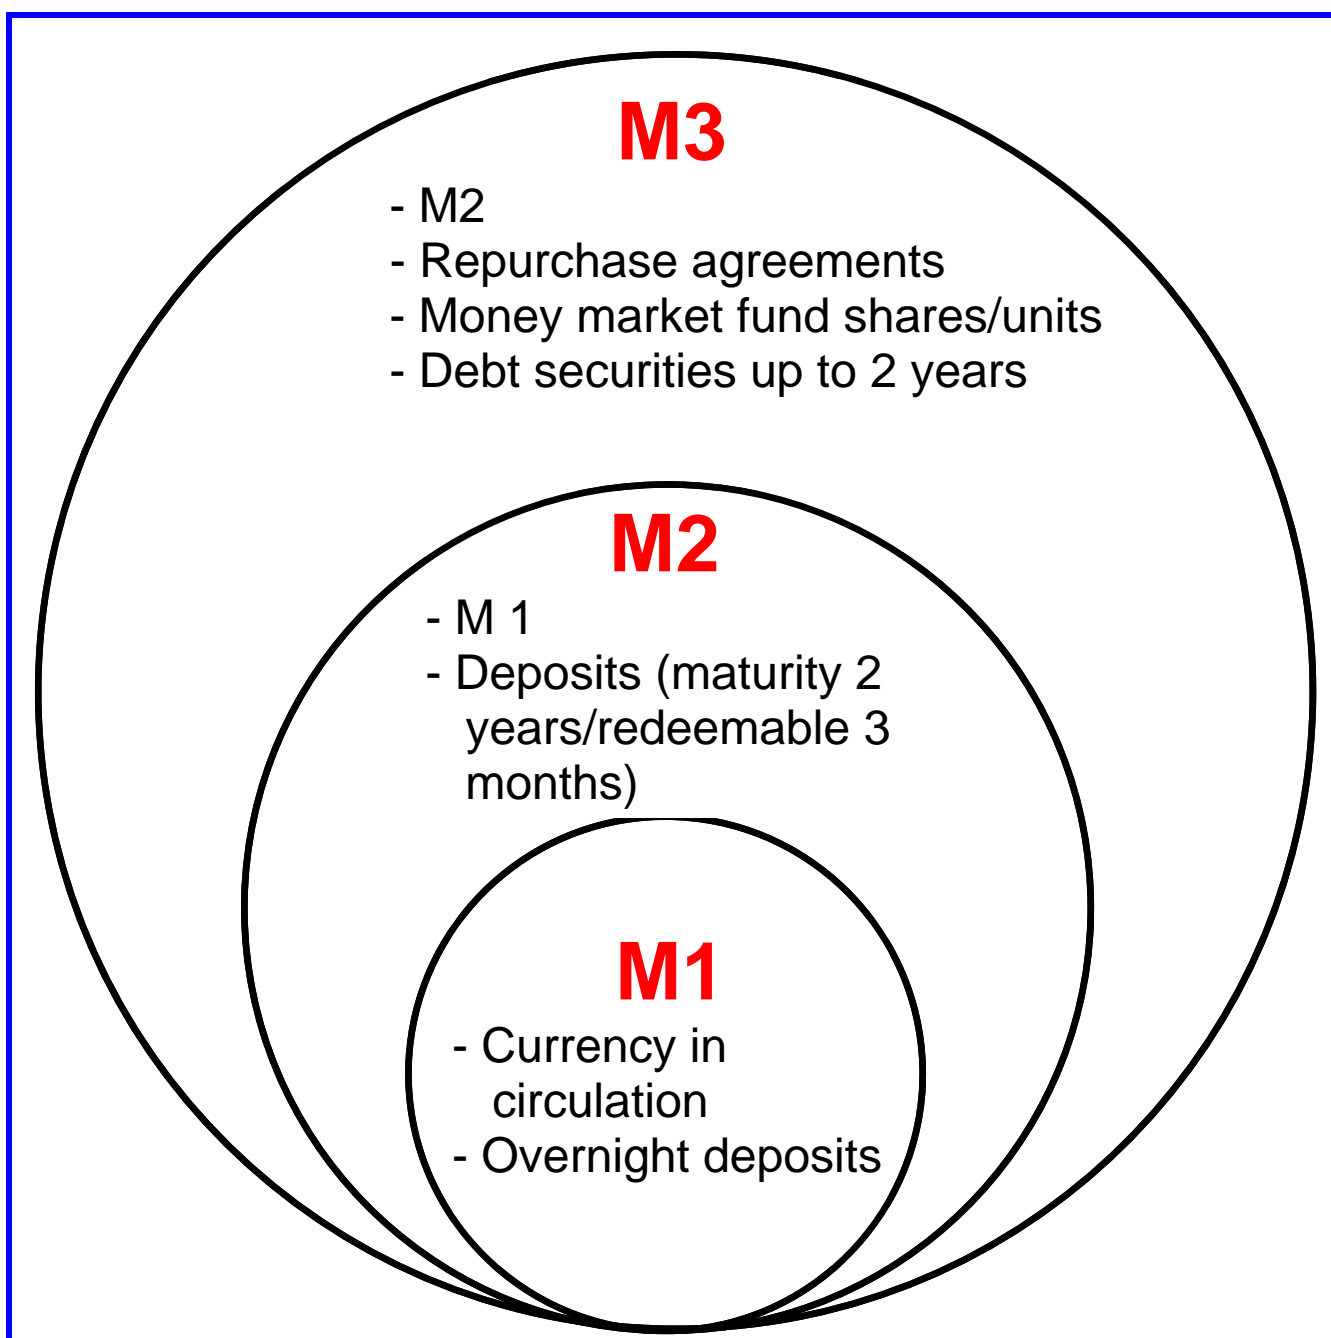 M3
- M2
- Repurchase agreements
- Money market fund shares/units
- Debt securities up to 2 years
M2
- M 1
- Deposits (maturity 2
years/redeemable 3
months)
M1
- Currency in
circulation
- Overnight deposits